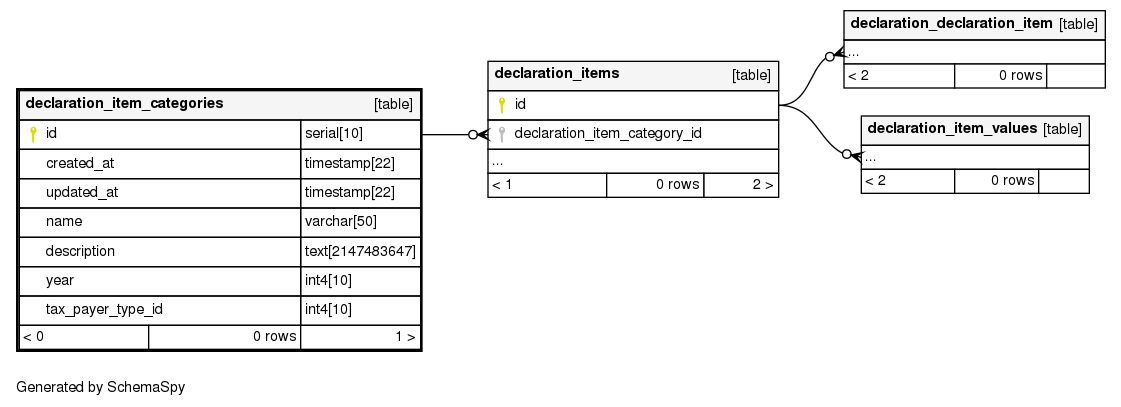 declaration_item_categories [table]
id serial[10]
created_at timestamp[22]
updated_at timestamp[22]
name varchar[50]
description text[2147483647]
year int4[10]
tax_payer_type_id int4[10]
< 0 0 rows 1 >
declaration_items [table]
id
declaration_item_category_id
...
< 1 0 rows 2 >
declaration_declaration_item [table]
...
< 2 0 rows
declaration_item_values [table]
...
< 2 0 rows
Generated by SchemaSpy